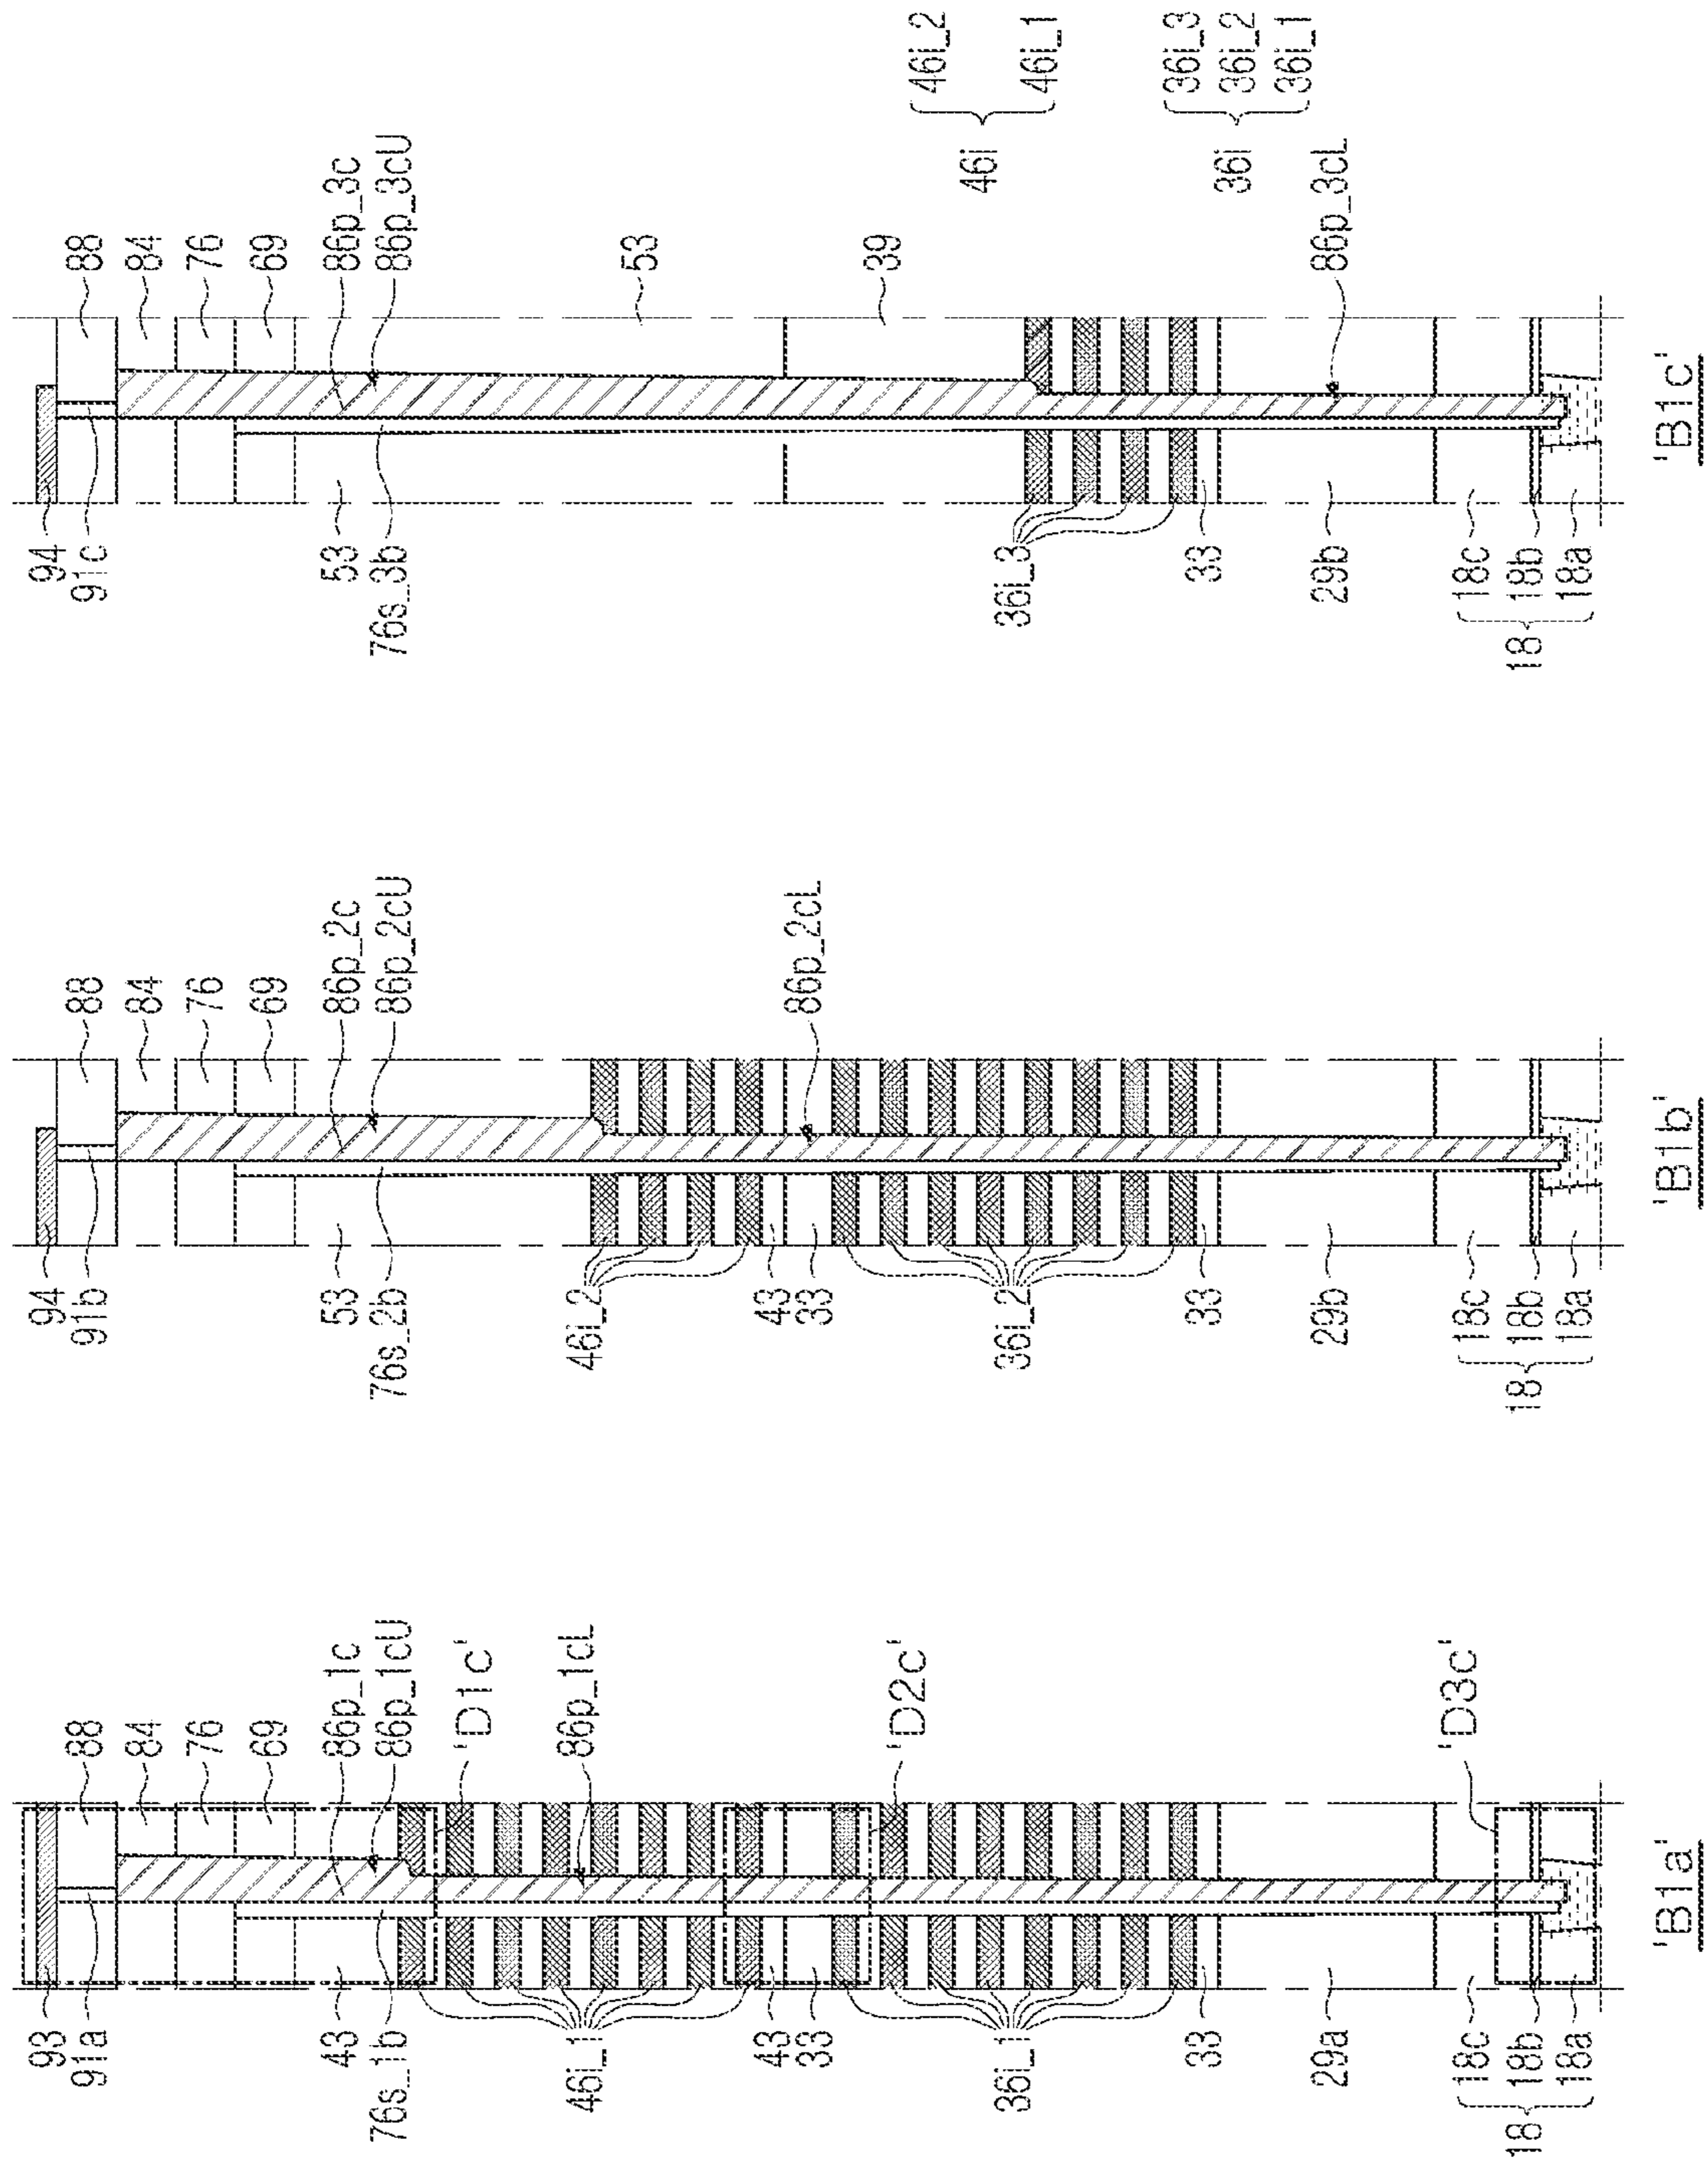 94
91c
53
76s_3b
36i_3
33
29b
18c
18b
18a
18
88
84
76
69
86p_3c
86p_3cU
53
39
86p_3cL
46i
46i_2
46i_1
36i
36i_3
36i_2
36i_1
'B1c'
94
91b
53
76s_2b
46i_2
43
33
36i_2
33
29b
18c
18b
18a
18
88
84
76
69
86p_2c
86p_2cU
86p_2cL
'B1b'
93
91a
43
76s_1b
46i_1
43
33
36i_1
33
29a
18c
18b
18a
18
88
84
76
69
86p_1c
86p_1cU
'D1c'
86p_1cL
'D2c'
'D3c'
'B1a'